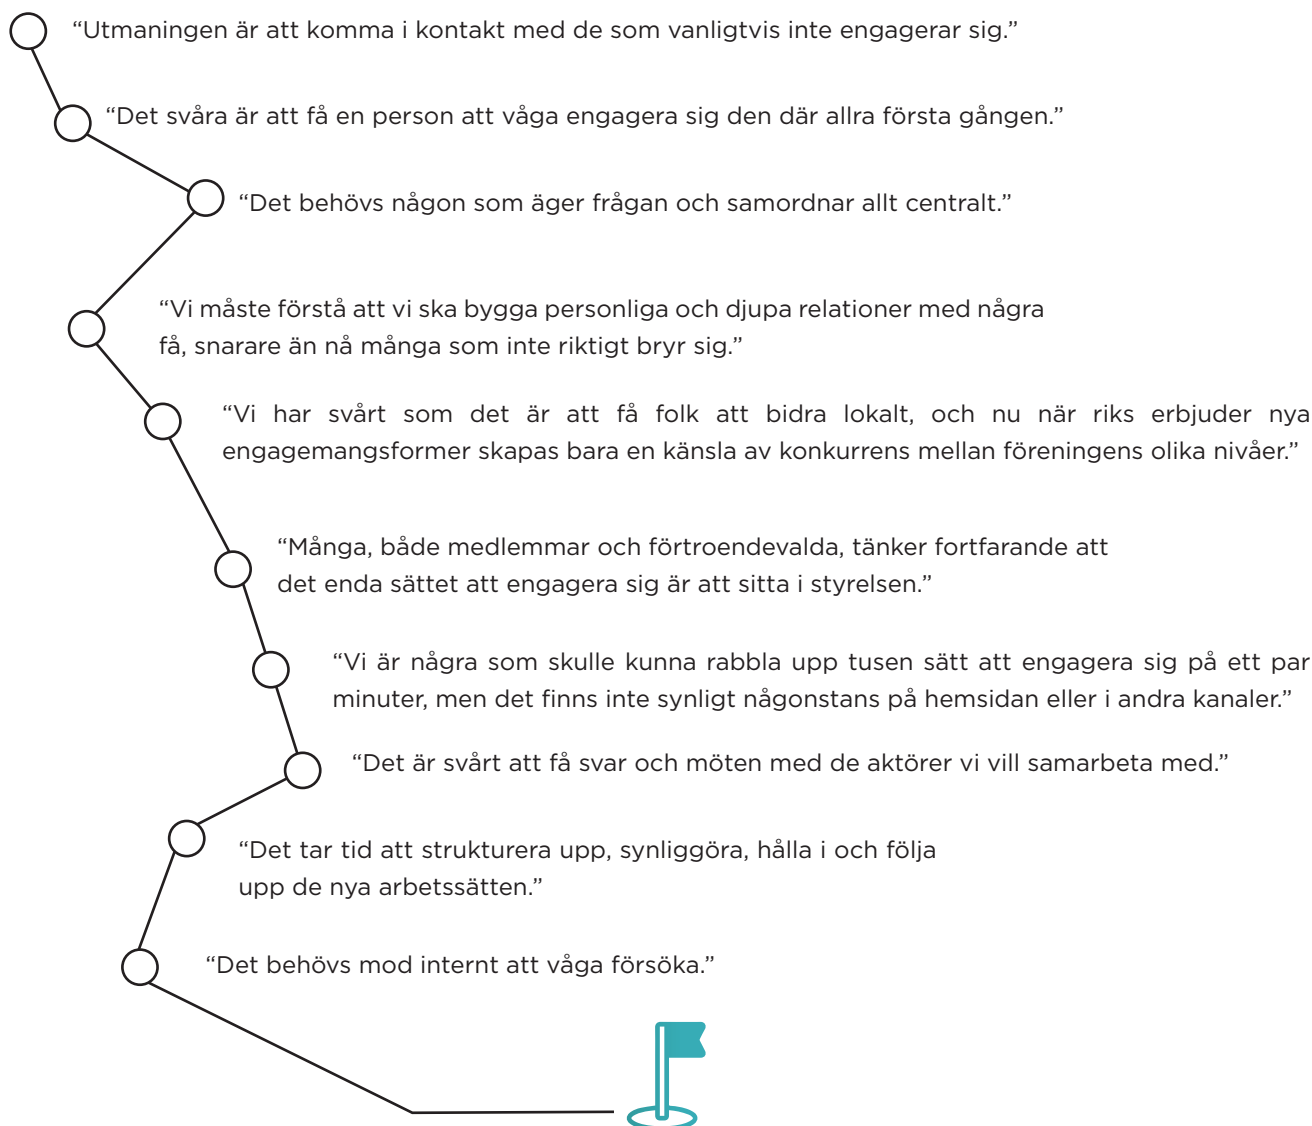 “Utmaningen är att komma i kontakt med de som vanligtvis inte engagerar sig.”
“Det svåra är att få en person att våga engagera sig den där allra första gången.”
“Det behövs någon som äger frågan och samordnar allt centralt.”
“Vi måste förstå att vi ska bygga personliga och djupa relationer med några
få, snarare än nå många som inte riktigt bryr sig.”
“Vi har svårt som det är att få folk att bidra lokalt, och nu när riks erbjuder nya
engagemangsformer skapas bara en känsla av konkurrens mellan föreningens olika nivåer.”
“Många, både medlemmar och förtroendevalda, tänker fortfarande att
det enda sättet att engagera sig är att sitta i styrelsen.”
“Vi är några som skulle kunna rabbla upp tusen sätt att engagera sig på ett par
minuter, men det finns inte synligt någonstans på hemsidan eller i andra kanaler.”
“Det är svårt att få svar och möten med de aktörer vi vill samarbeta med.”
“Det tar tid att strukturera upp, synliggöra, hålla i och följa
upp de nya arbetssätten.”
“Det behövs mod internt att våga försöka.”